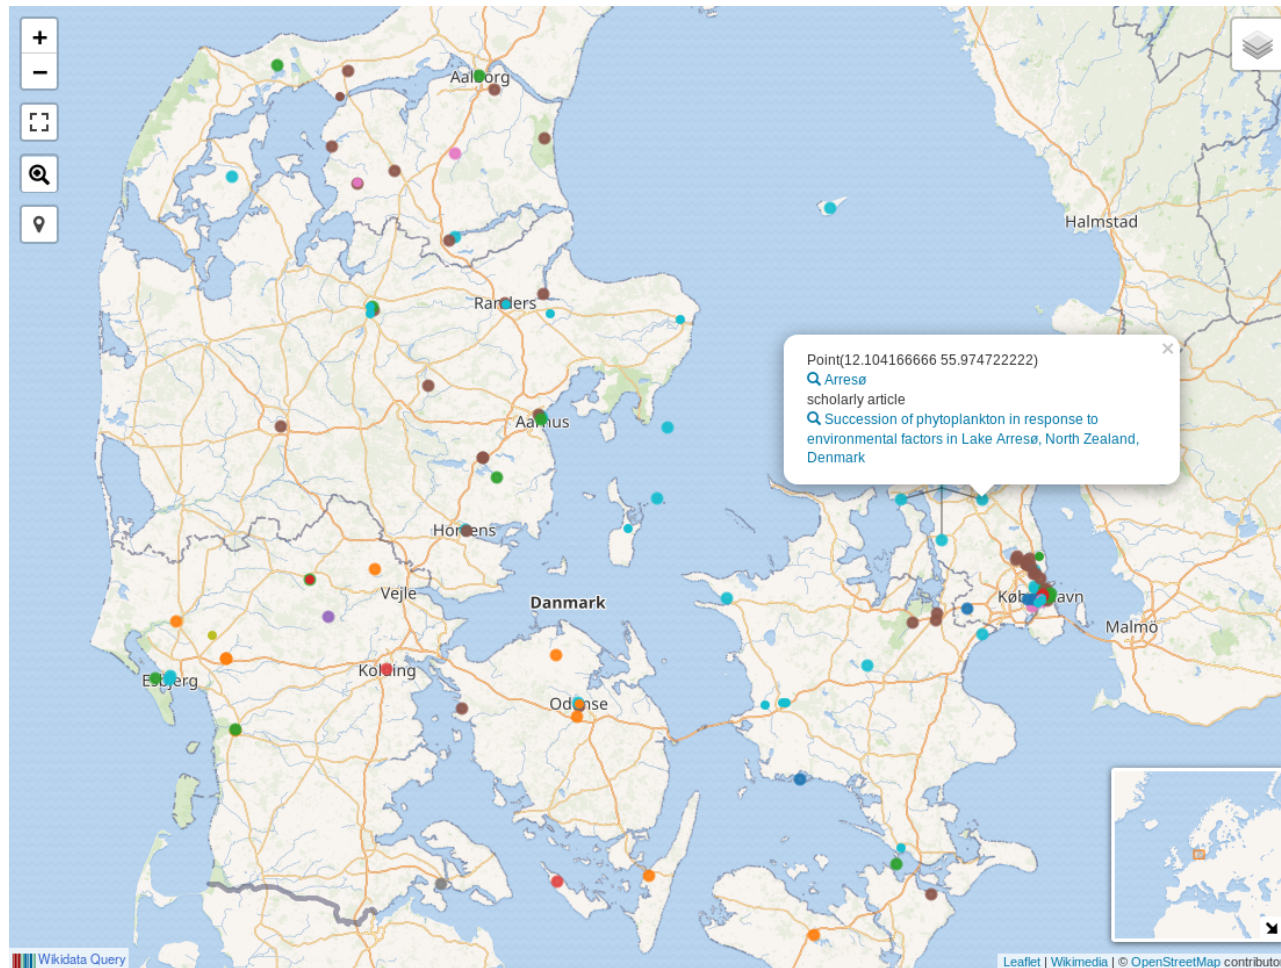 +
−
Aalborg
Halmstad
Randers
Point(12.104166666 55.974722222)
Arresø
scholarly article
Succession of phytoplankton in response to
environmental factors in Lake Arresø, North Zealand,
Denmark
×
Aarhus
Horsens
Vejle
Danmark
København
Malmö
Esbjerg
Kolding
Odense
Wikidata Query
Leaflet | Wikimedia | © OpenStreetMap contributo